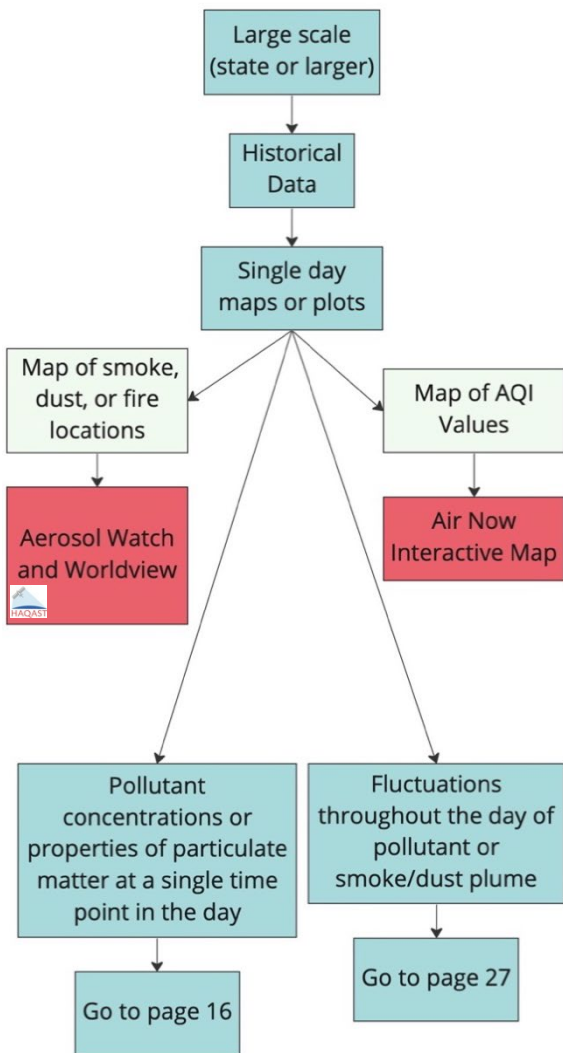 Large scale
(state or larger)
Historical
Data
Single day
maps or plots
Map of smoke,
dust, or fire
locations
Map of AQI
Values
Aerosol Watch
and Worldview
HAQAST
Air Now
Interactive Map
Pollutant
concentrations or
properties of particulate
matter at a single time
point in the day
Fluctuations
throughout the day of
pollutant or
smoke/dust plume
Go to page 16
Go to page 27